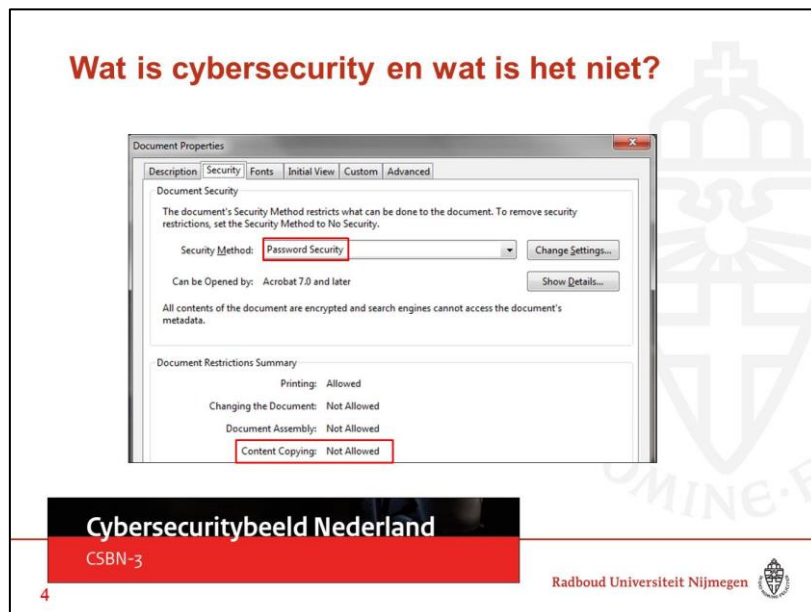 Wat is cybersecurity en wat is het niet?
Document Properties
Description Security Fonts Initial View Custom Advanced
Document Security
The document's Security Method restricts what can be done to the document. To remove security
restrictions, set the Security Method to No Security.
Security Method: Password Security Change Settings...
Can be Opened by: Acrobat 7.0 and later Show Details...
All contents of the document are encrypted and search engines cannot access the document's
metadata.
Document Restrictions Summary
Printing: Allowed
Changing the Document: Not Allowed
Document Assembly: Not Allowed
Content Copying: Not Allowed
Cybersecuritybeeld Nederland
CSBN-3
4
Radboud Universiteit Nijmegen